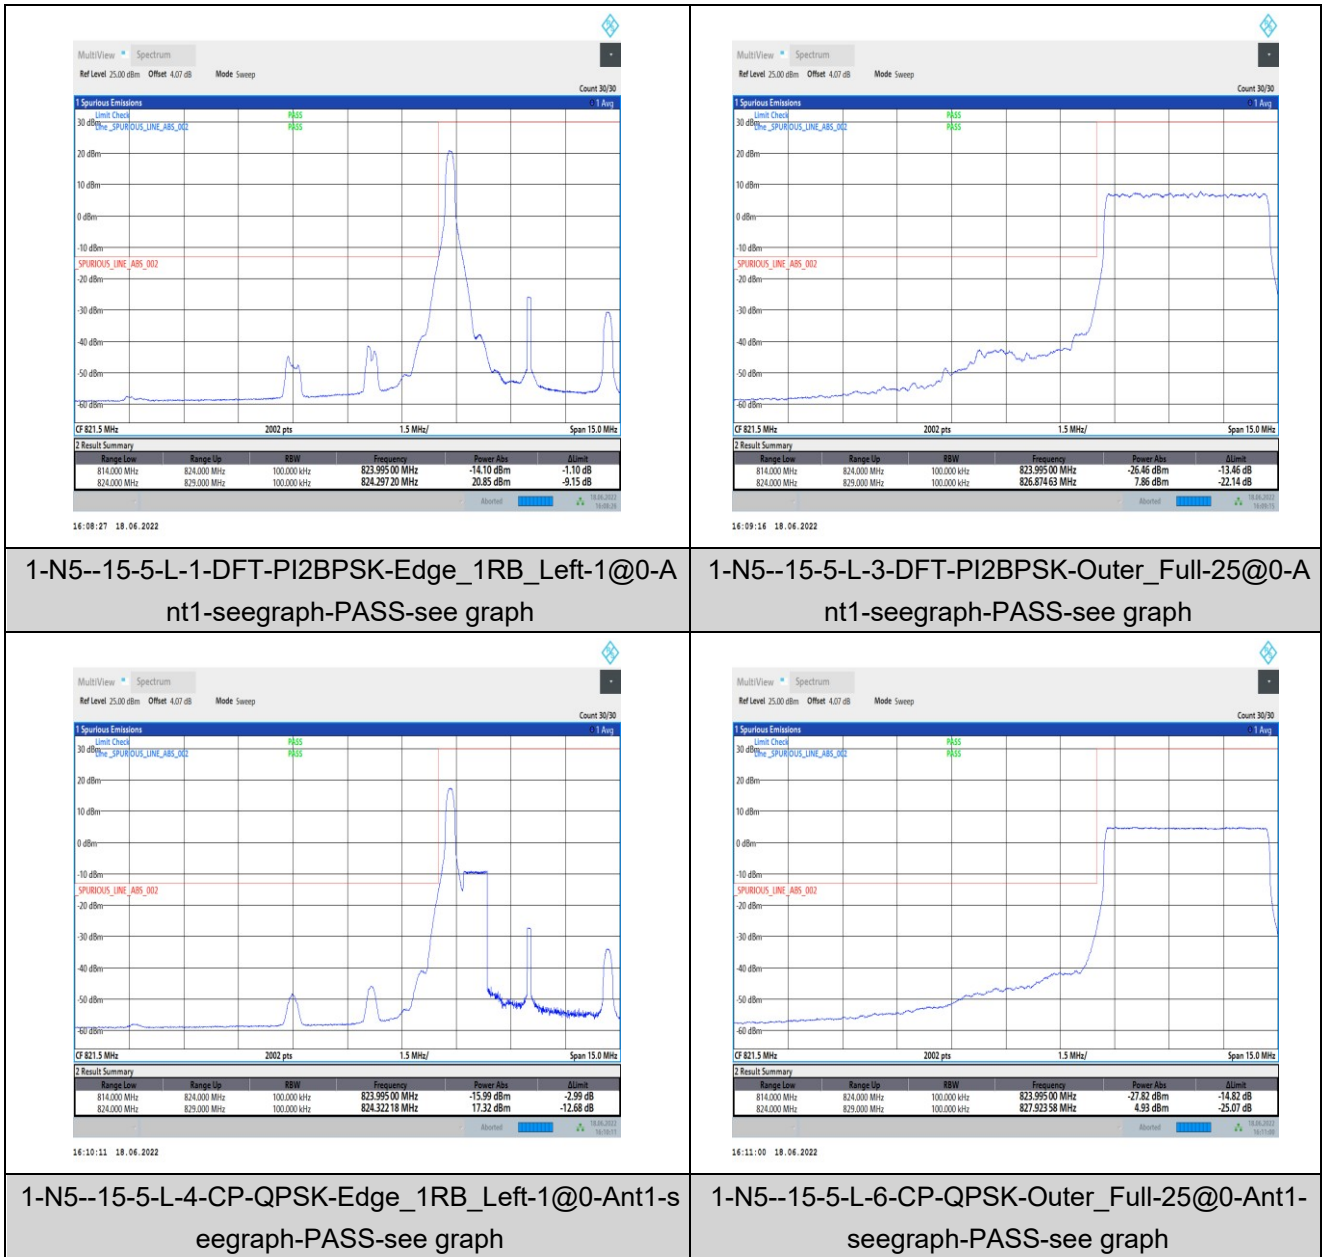 MultiView Spectrum
Ref Level 25.00 dBm Offset 4.07 dB Mode Sweep
Count 30/30
1 Spurious Emissions 1 Avg
Limit Check PASS
30 dBm Line _SPURIOUS_LINE_ABS_002 PASS
20 dBm
10 dBm
0 dBm
-10 dBm
_SPURIOUS_LINE_ABS_002
-20 dBm
-30 dBm
-40 dBm
-50 dBm
-60 dBm
CF 821.5 MHz 2002 pts 1.5 MHz/ Span 15.0 MHz
2 Result Summary
Range Low Range Up RBW Frequency Power Abs ΔLimit
814.000 MHz 824.000 MHz 100.000 kHz 823.995 00 MHz -14.10 dBm -1.10 dB
824.000 MHz 829.000 MHz 100.000 kHz 824.297 20 MHz 20.85 dBm -9.15 dB
Aborted 18.06.2022
16:08:27 18.06.2022
1-N5--15-5-L-1-DFT-PI2BPSK-Edge_1RB_Left-1@0-A
nt1-seegraph-PASS-see graph
MultiView Spectrum
Ref Level 25.00 dBm Offset 4.07 dB Mode Sweep
Count 30/30
1 Spurious Emissions 1 Avg
Limit Check PASS
30 dBm Line _SPURIOUS_LINE_ABS_002 PASS
20 dBm
10 dBm
0 dBm
-10 dBm
_SPURIOUS_LINE_ABS_002
-20 dBm
-30 dBm
-40 dBm
-50 dBm
-60 dBm
CF 821.5 MHz 2002 pts 1.5 MHz/ Span 15.0 MHz
2 Result Summary
Range Low Range Up RBW Frequency Power Abs ΔLimit
814.000 MHz 824.000 MHz 100.000 kHz 823.995 00 MHz -26.46 dBm -13.46 dB
824.000 MHz 829.000 MHz 100.000 kHz 826.874 63 MHz 7.86 dBm -22.14 dB
Aborted 18.06.2022
16:09:15
16:09:16 18.06.2022
1-N5--15-5-L-3-DFT-PI2BPSK-Outer_Full-25@0-A
nt1-seegraph-PASS-see graph
MultiView Spectrum
Ref Level 25.00 dBm Offset 4.07 dB Mode Sweep
Count 30/30
1 Spurious Emissions 1 Avg
Limit Check PASS
30 dBm Line _SPURIOUS_LINE_ABS_002 PASS
20 dBm
10 dBm
0 dBm
-10 dBm
_SPURIOUS_LINE_ABS_002
-20 dBm
-30 dBm
-40 dBm
-50 dBm
-60 dBm
CF 821.5 MHz 2002 pts 1.5 MHz/ Span 15.0 MHz
2 Result Summary
Range Low Range Up RBW Frequency Power Abs ΔLimit
814.000 MHz 824.000 MHz 100.000 kHz 823.995 00 MHz -15.99 dBm -2.99 dB
824.000 MHz 829.000 MHz 100.000 kHz 824.322 18 MHz 17.32 dBm -12.68 dB
Aborted 18.06.2022
16:10:11
16:10:11 18.06.2022
1-N5--15-5-L-4-CP-QPSK-Edge_1RB_Left-1@0-Ant1-s
eegraph-PASS-see graph
MultiView Spectrum
Ref Level 25.00 dBm Offset 4.07 dB Mode Sweep
Count 30/30
1 Spurious Emissions 1 Avg
Limit Check PASS
30 dBm Line _SPURIOUS_LINE_ABS_002 PASS
20 dBm
10 dBm
0 dBm
-10 dBm
_SPURIOUS_LINE_ABS_002
-20 dBm
-30 dBm
-40 dBm
-50 dBm
-60 dBm
CF 821.5 MHz 2002 pts 1.5 MHz/ Span 15.0 MHz
2 Result Summary
Range Low Range Up RBW Frequency Power Abs ΔLimit
814.000 MHz 824.000 MHz 100.000 kHz 823.995 00 MHz -27.82 dBm -14.82 dB
824.000 MHz 829.000 MHz 100.000 kHz 827.923 58 MHz 4.93 dBm -25.07 dB
Aborted 18.06.2022
16:11:00
16:11:00 18.06.2022
1-N5--15-5-L-6-CP-QPSK-Outer_Full-25@0-Ant1-
seegraph-PASS-see graph